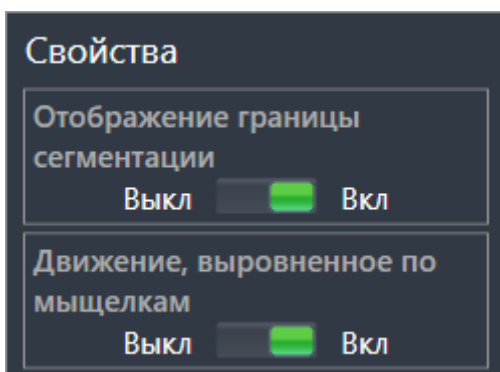 Свойства
Отображение границы
сегментации
Выкл Вкл
Движение, выровненное по
мыщелкам
Выкл Вкл